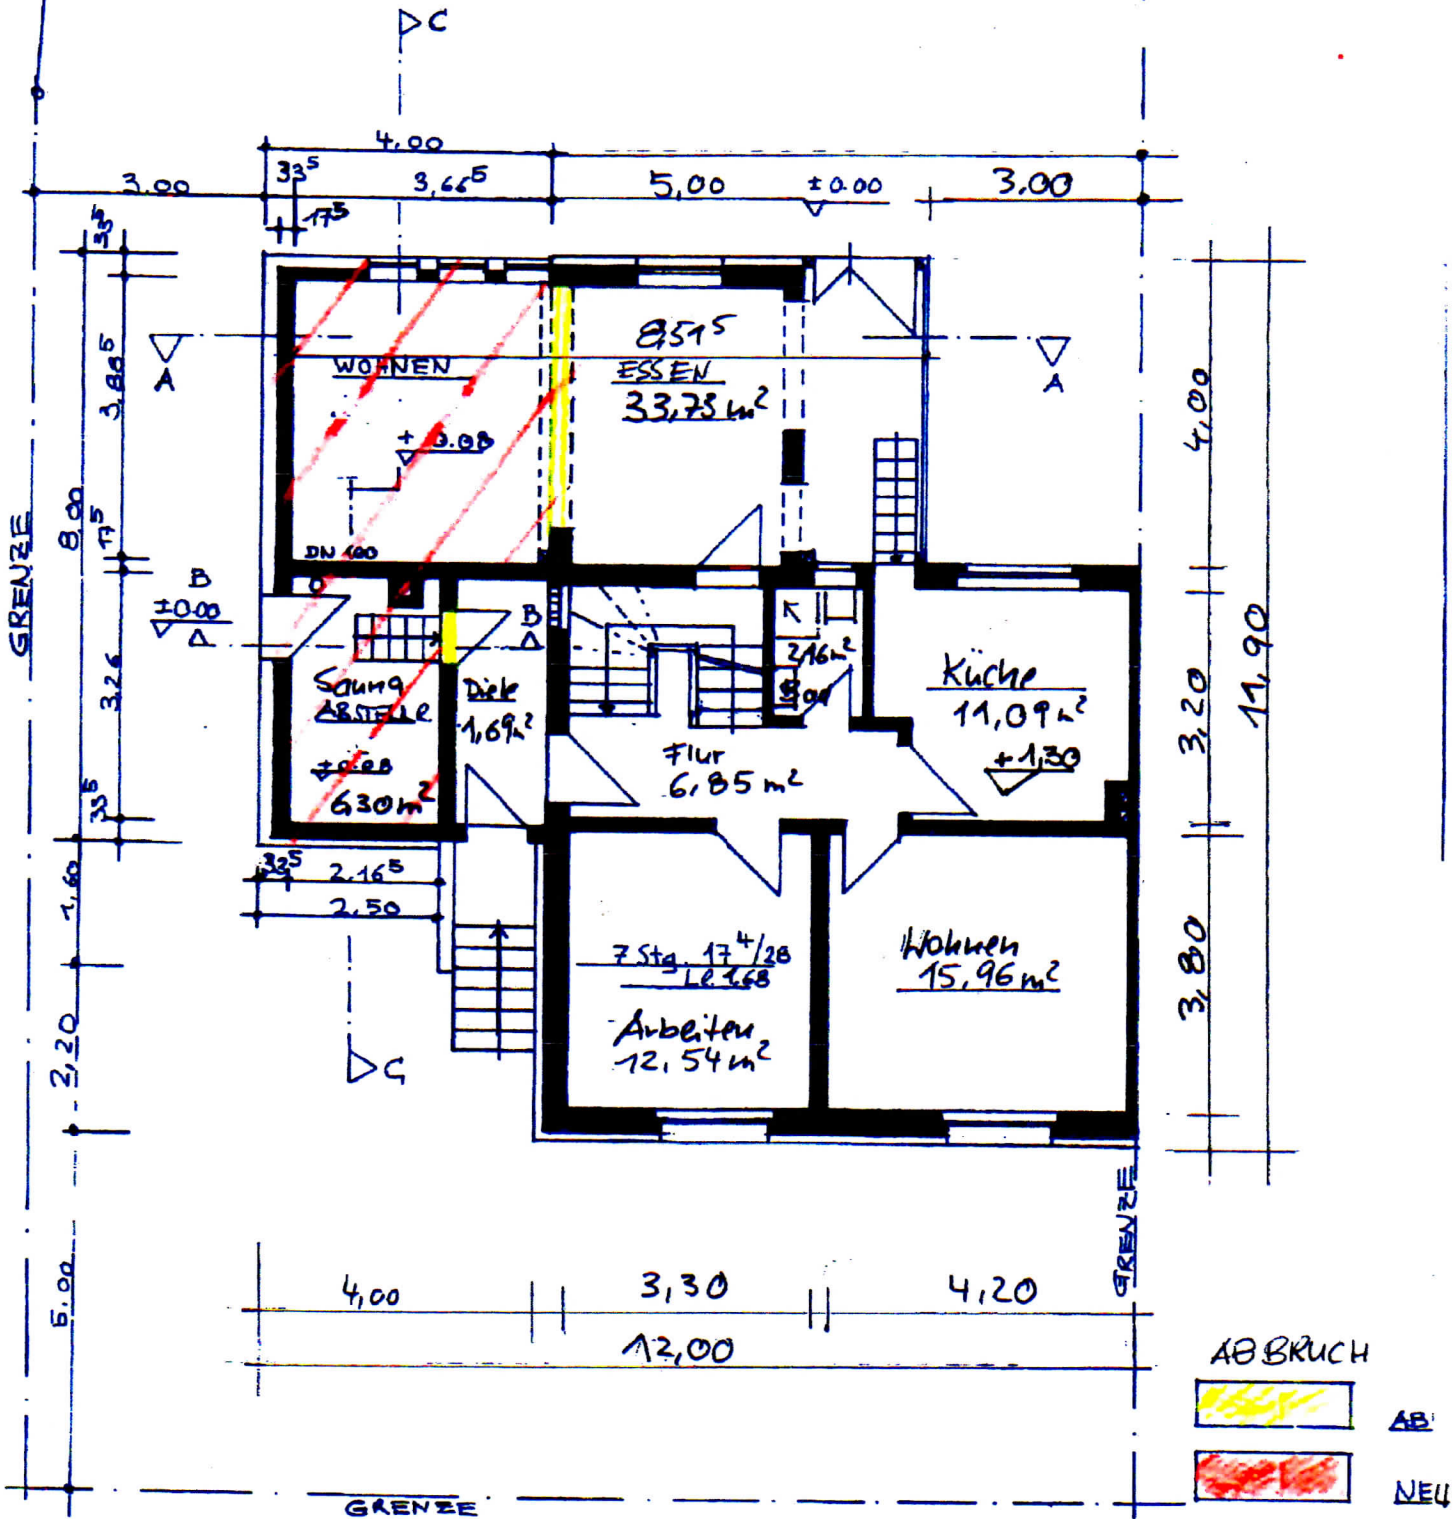 C
4.00
33⁵
3,66⁵
3.00
5,00
±0.00
3.00
17⁵
8,51⁵
ESSEN
33,73 m²
WOHNEN
A
A
3,88⁵
4,00
8,00
17⁵
DN 100
GRENZE
B
±0.00
B
2,16 m²
Küche
11,09 m²
+1,30
3,26
3,20
11,90
Sauna
ABSTELLR
6,30 m²
Diele
1,69 m²
Flur
6,85 m²
33⁵
33⁵
2.16⁵
2.50
1,60
7 Stg. 17⁴/28
Le 1.68
Wohnen
15,96 m²
Arbeiten
12,54 m²
3,80
2,20
C
GRENZE
5.00
4,00
3,30
4,20
12,00
ABBRUCH
AB
NEU
GRENZE